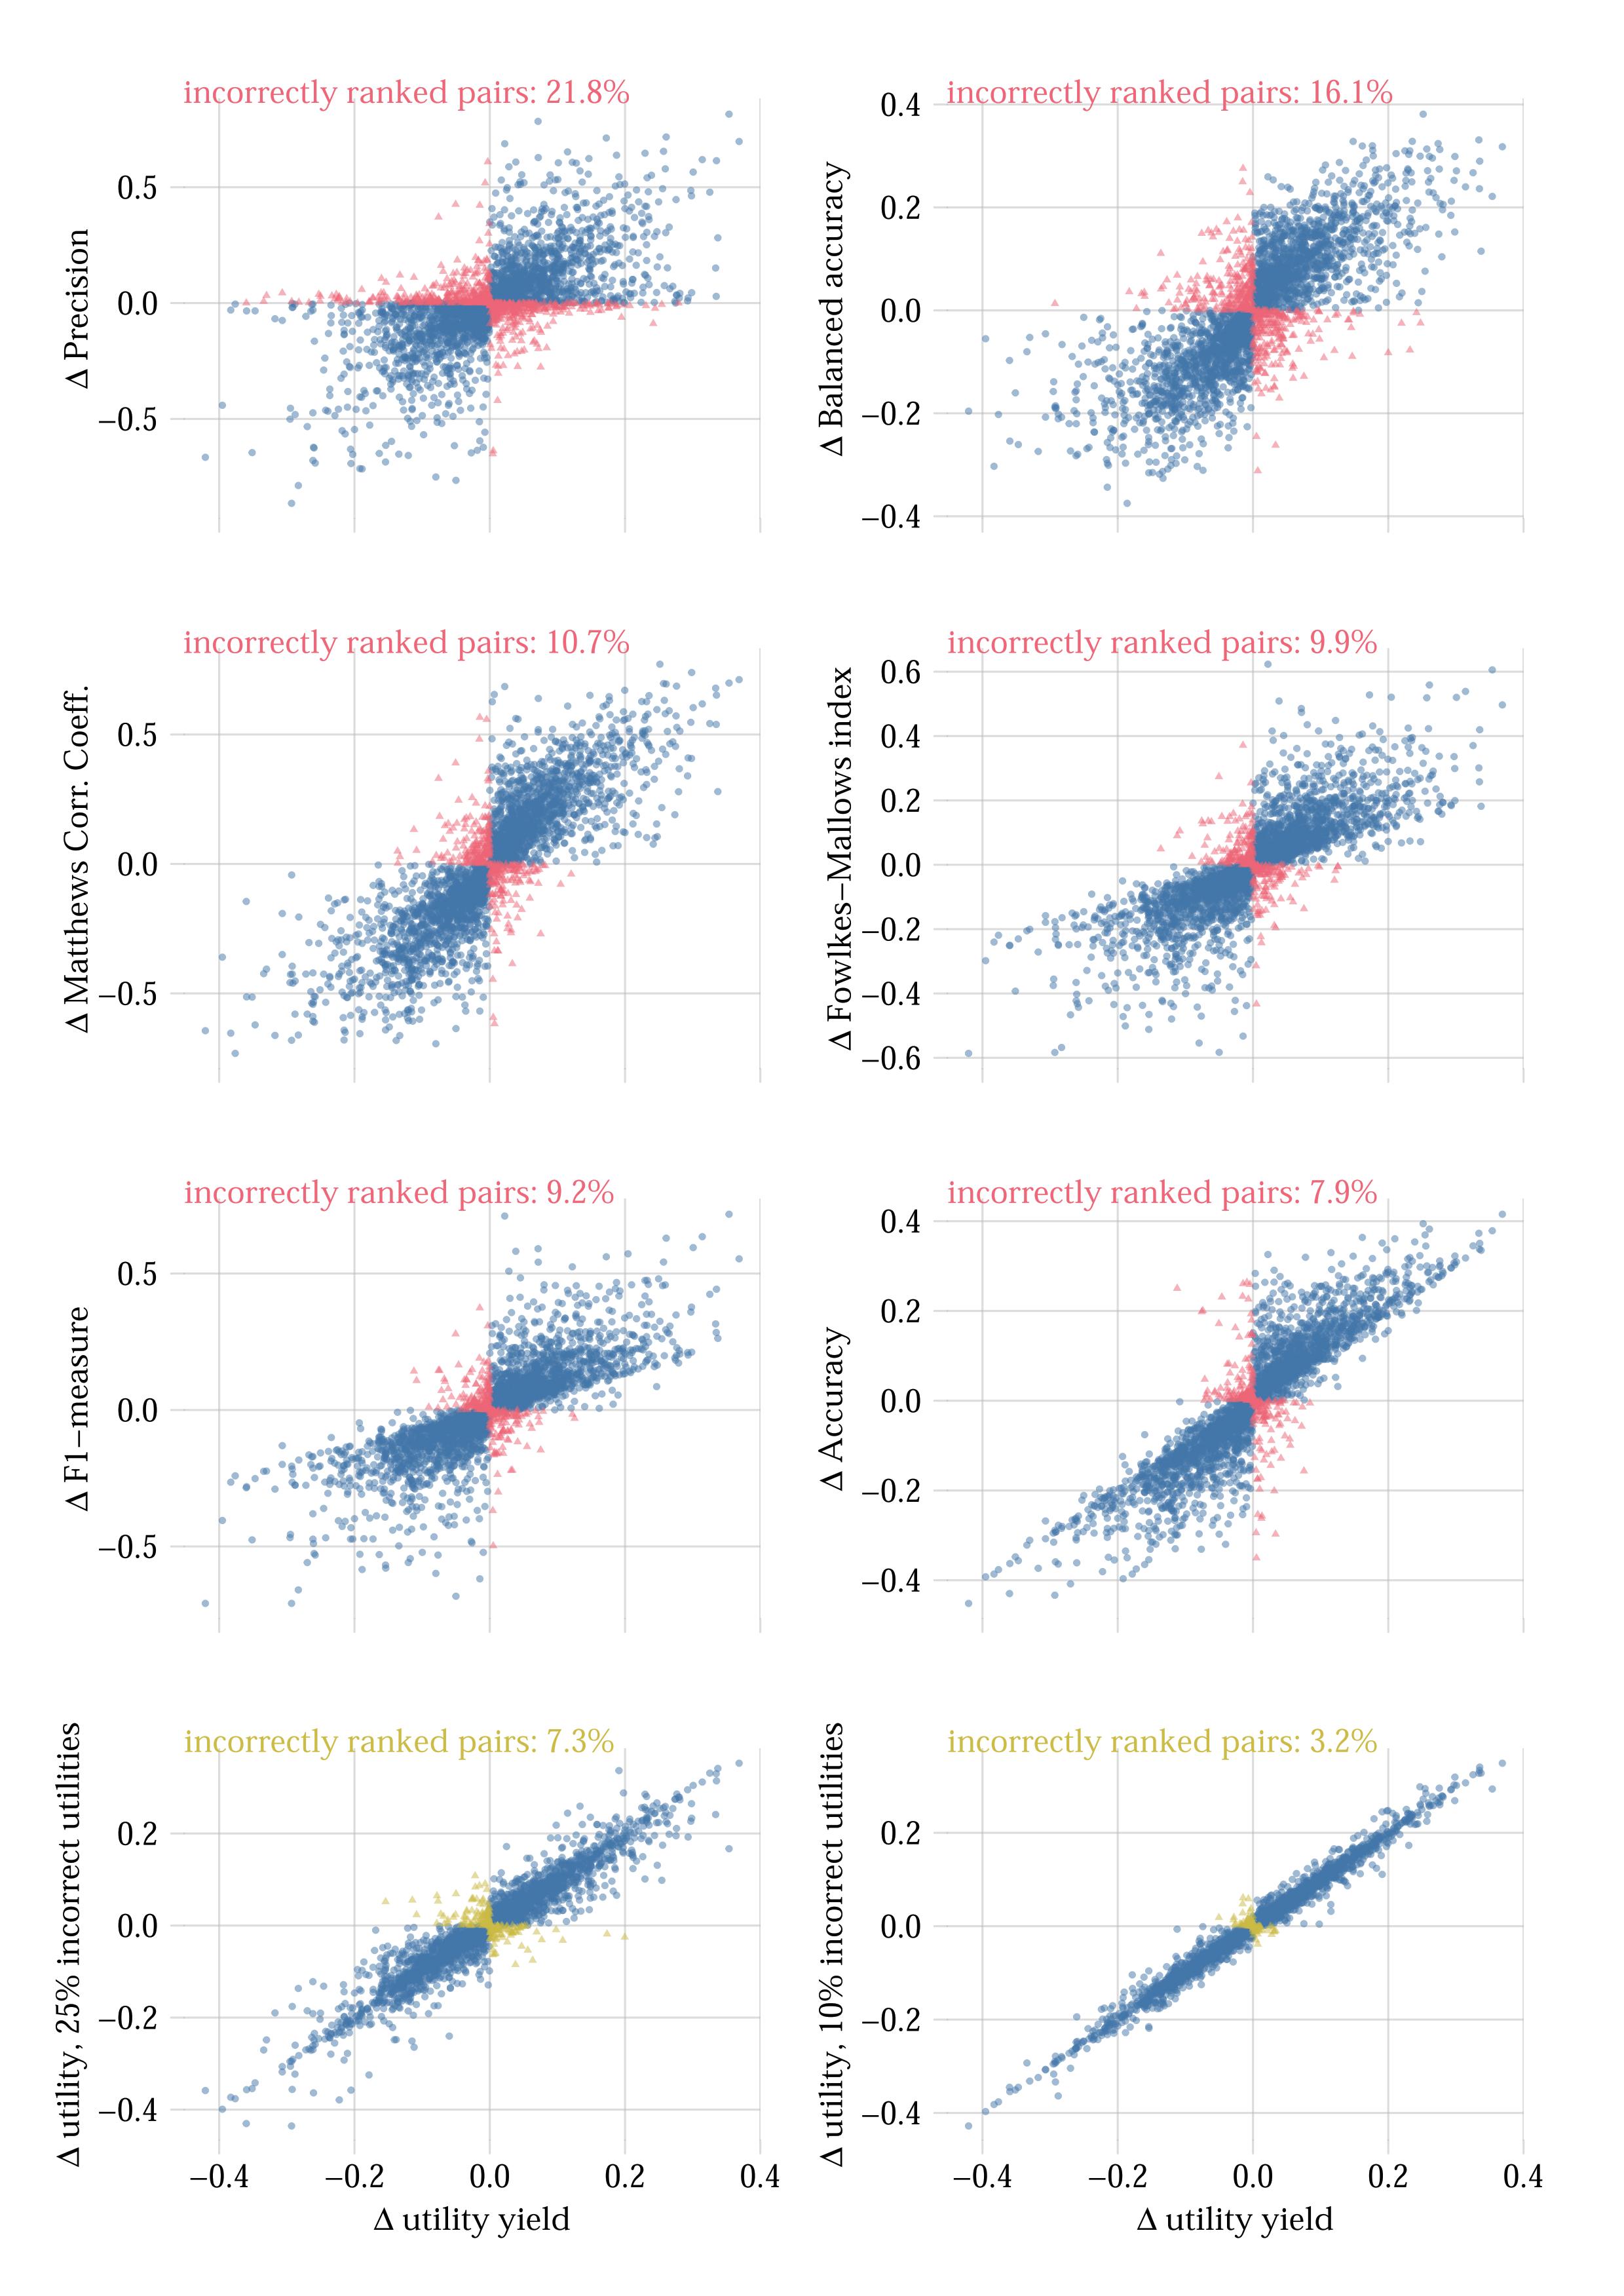 incorrectly ranked pairs: 21.8%
Δ Precision
0.5
0.0
−0.5
incorrectly ranked pairs: 16.1%
Δ Balanced accuracy
0.4
0.2
0.0
−0.2
−0.4
incorrectly ranked pairs: 10.7%
Δ Matthews Corr. Coeff.
0.5
0.0
−0.5
incorrectly ranked pairs: 9.9%
Δ Fowlkes−Mallows index
0.6
0.4
0.2
0.0
−0.2
−0.4
−0.6
incorrectly ranked pairs: 9.2%
Δ F1−measure
0.5
0.0
−0.5
incorrectly ranked pairs: 7.9%
Δ Accuracy
0.4
0.2
0.0
−0.2
−0.4
incorrectly ranked pairs: 7.3%
Δ utility, 25% incorrect utilities
0.2
0.0
−0.2
−0.4
−0.4 −0.2 0.0 0.2 0.4
Δ utility yield
incorrectly ranked pairs: 3.2%
Δ utility, 10% incorrect utilities
0.2
0.0
−0.2
−0.4
−0.4 −0.2 0.0 0.2 0.4
Δ utility yield